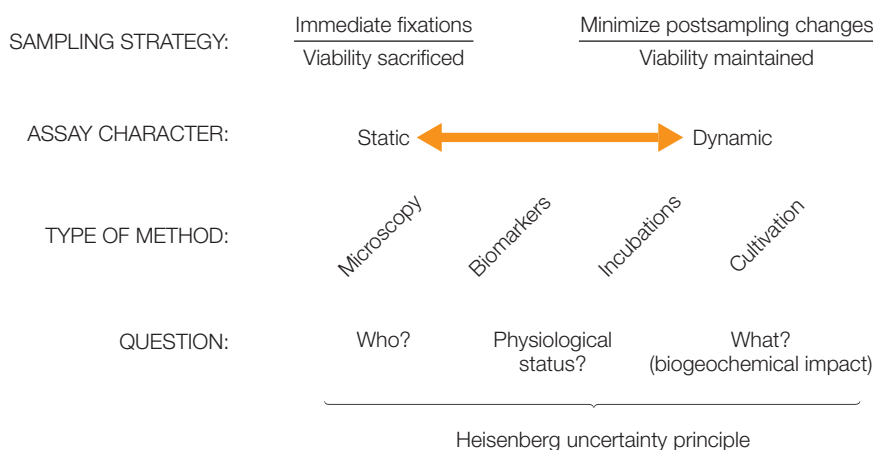 SAMPLING STRATEGY:
Immediate fixations
Viability sacrificed
Minimize postsampling changes
Viability maintained
ASSAY CHARACTER:
Static
Dynamic
TYPE OF METHOD:
Microscopy
Biomarkers
Incubations
Cultivation
QUESTION:
Who?
Physiological
status?
What?
(biogeochemical impact)
Heisenberg uncertainty principle